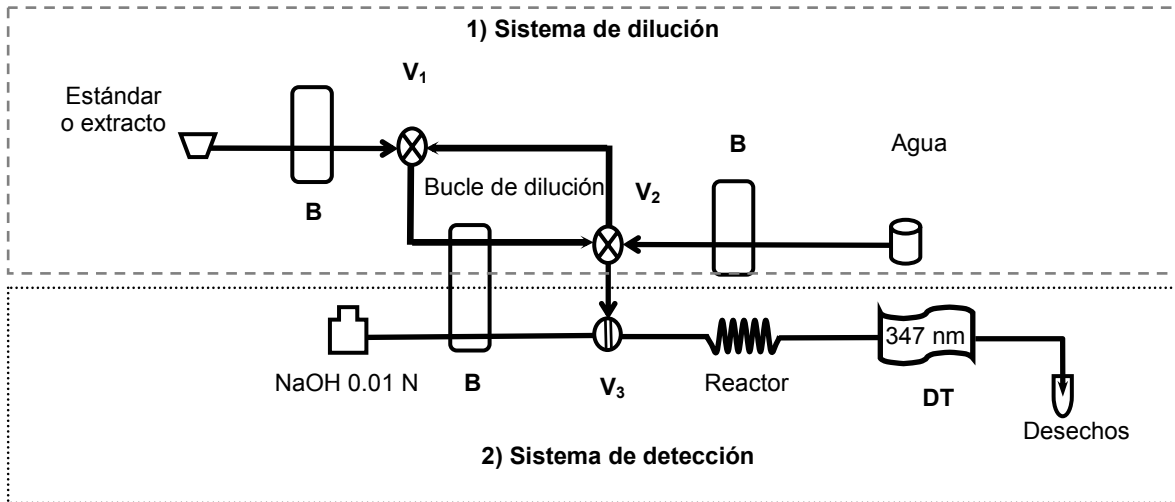 1) Sistema de dilución
V1
Estándar
o extracto
B
Agua
Bucle de dilución
V2
B
347 nm
NaOH 0.01 N
B
V3
Reactor
DT
Desechos
2) Sistema de detección